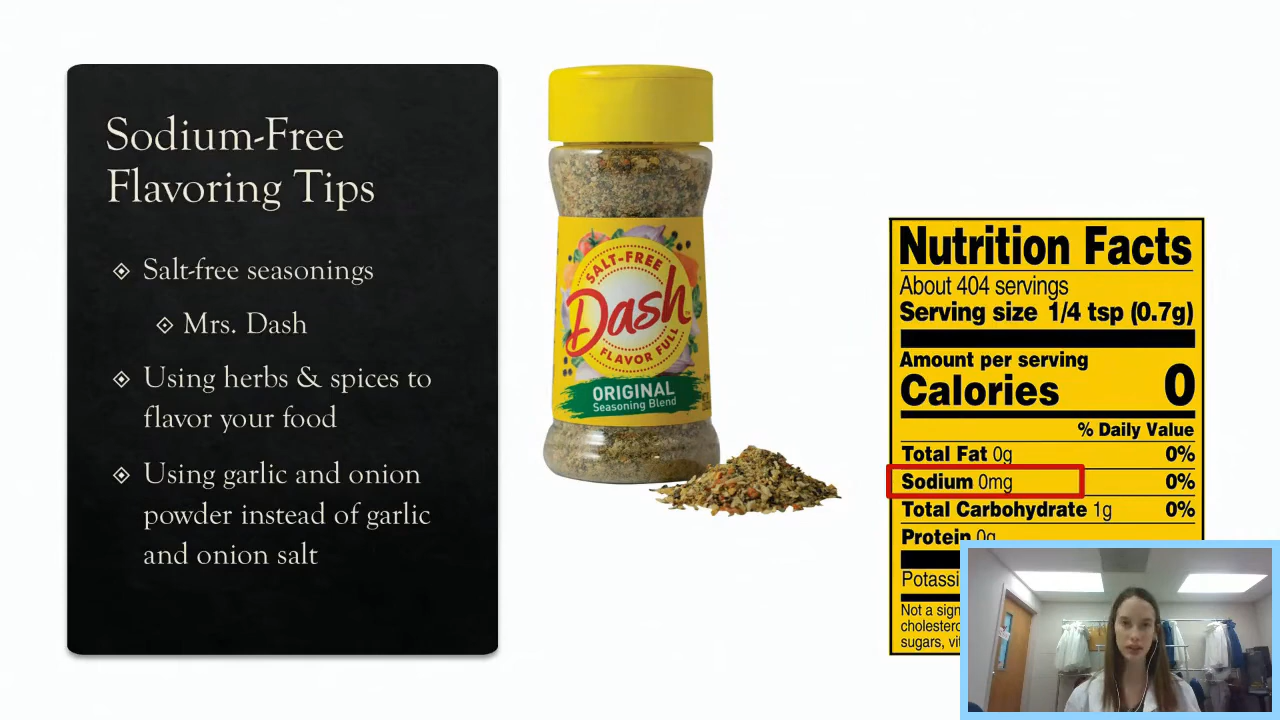 Sodium-Free
Flavoring Tips
Salt-free seasonings
Mrs. Dash
Using herbs & spices to
flavor your food
Using garlic and onion
powder instead of garlic
and onion salt
SALT-FREE
Dash
FLAVOR FULL
ORIGINAL
Seasoning Blend
Nutrition Facts
About 404 servings
Serving size 1/4 tsp (0.7g)
Amount per serving
Calories 0
% Daily Value
Total Fat 0g 0%
Sodium 0mg 0%
Total Carbohydrate 1g 0%
Protein 0g
Potassi
Not a sign
cholestero
sugars, vit